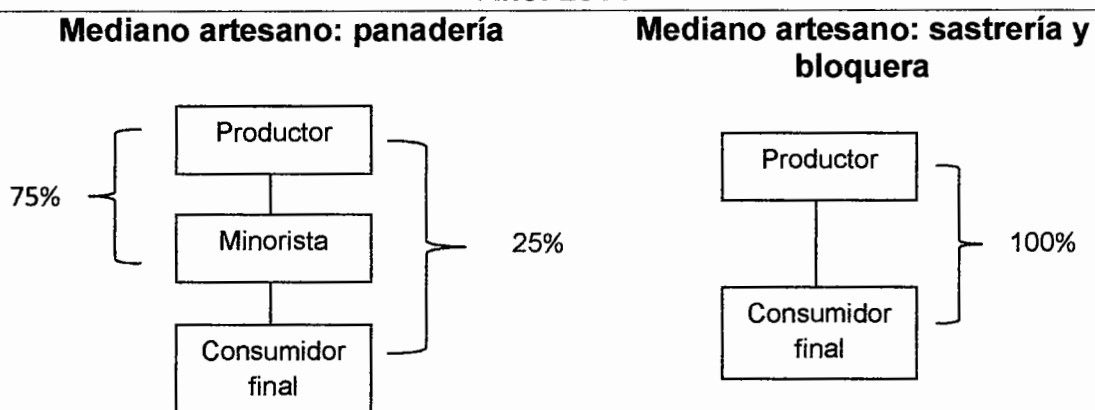 Mediano artesano: panadería
Productor
75%
Minorista
25%
Consumidor
final
Mediano artesano: sastrería y
bloquera
Productor
100%
Consumidor
final